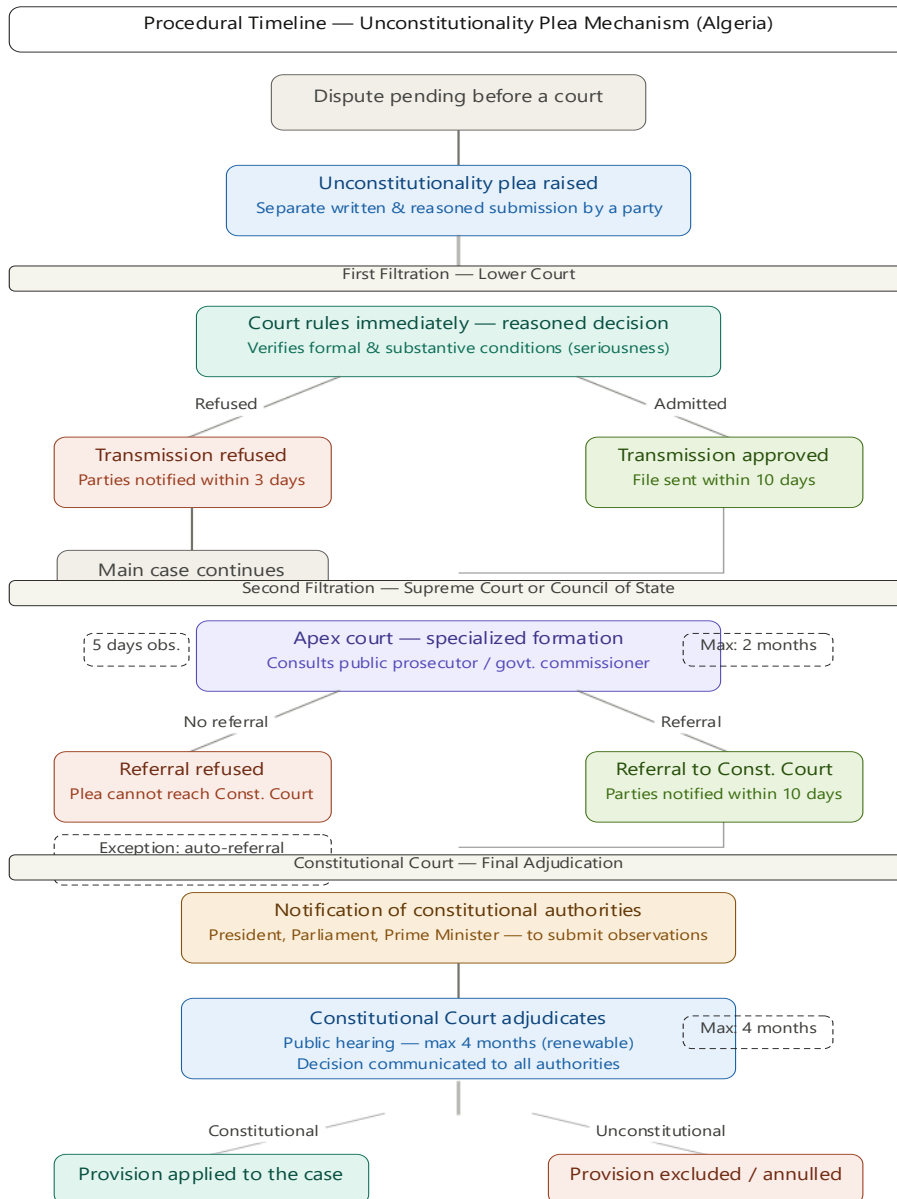 Procedural Timeline — Unconstitutionality Plea Mechanism (Algeria)
Dispute pending before a court
Unconstitutionality plea raised
Separate written & reasoned submission by a party
First Filtration — Lower Court
Court rules immediately — reasoned decision
Verifies formal & substantive conditions (seriousness)
Refused
Admitted
Transmission refused
Parties notified within 3 days
Transmission approved
File sent within 10 days
Main case continues
Second Filtration — Supreme Court or Council of State
5 days obs.
Apex court — specialized formation
Consults public prosecutor / govt. commissioner
Max: 2 months
No referral
Referral
Referral refused
Plea cannot reach Const. Court
Referral to Const. Court
Parties notified within 10 days
Exception: auto-referral
Constitutional Court — Final Adjudication
Notification of constitutional authorities
President, Parliament, Prime Minister — to submit observations
Constitutional Court adjudicates
Public hearing — max 4 months (renewable)
Decision communicated to all authorities
Max: 4 months
Constitutional
Unconstitutional
Provision applied to the case
Provision excluded / annulled